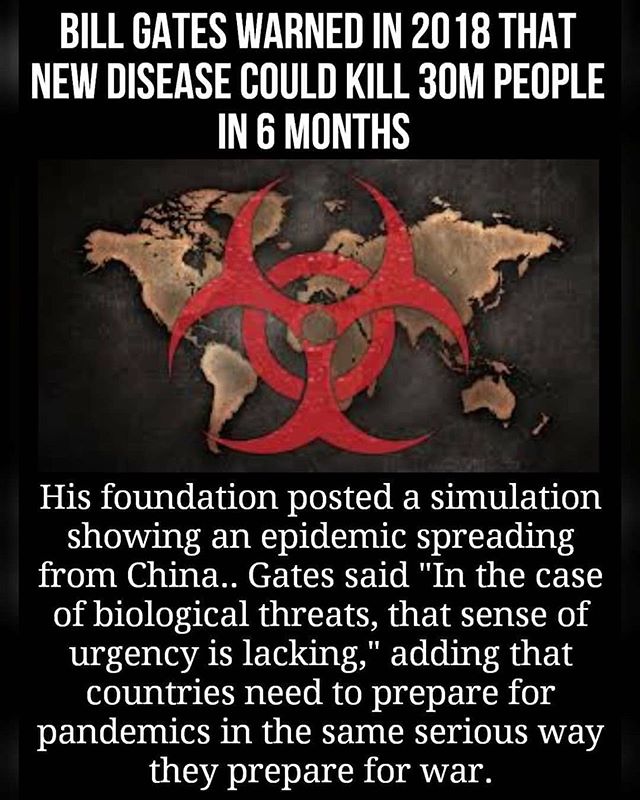 BILL GATES WARNED IN 2018 THAT
NEW DISEASE COULD KILL 30M PEOPLE
IN 6 MONTHS
His foundation posted a simulation
showing an epidemic spreading
from China.. Gates said "In the case
of biological threats, that sense of
urgency is lacking," adding that
countries need to prepare for
pandemics in the same serious way
they prepare for war.